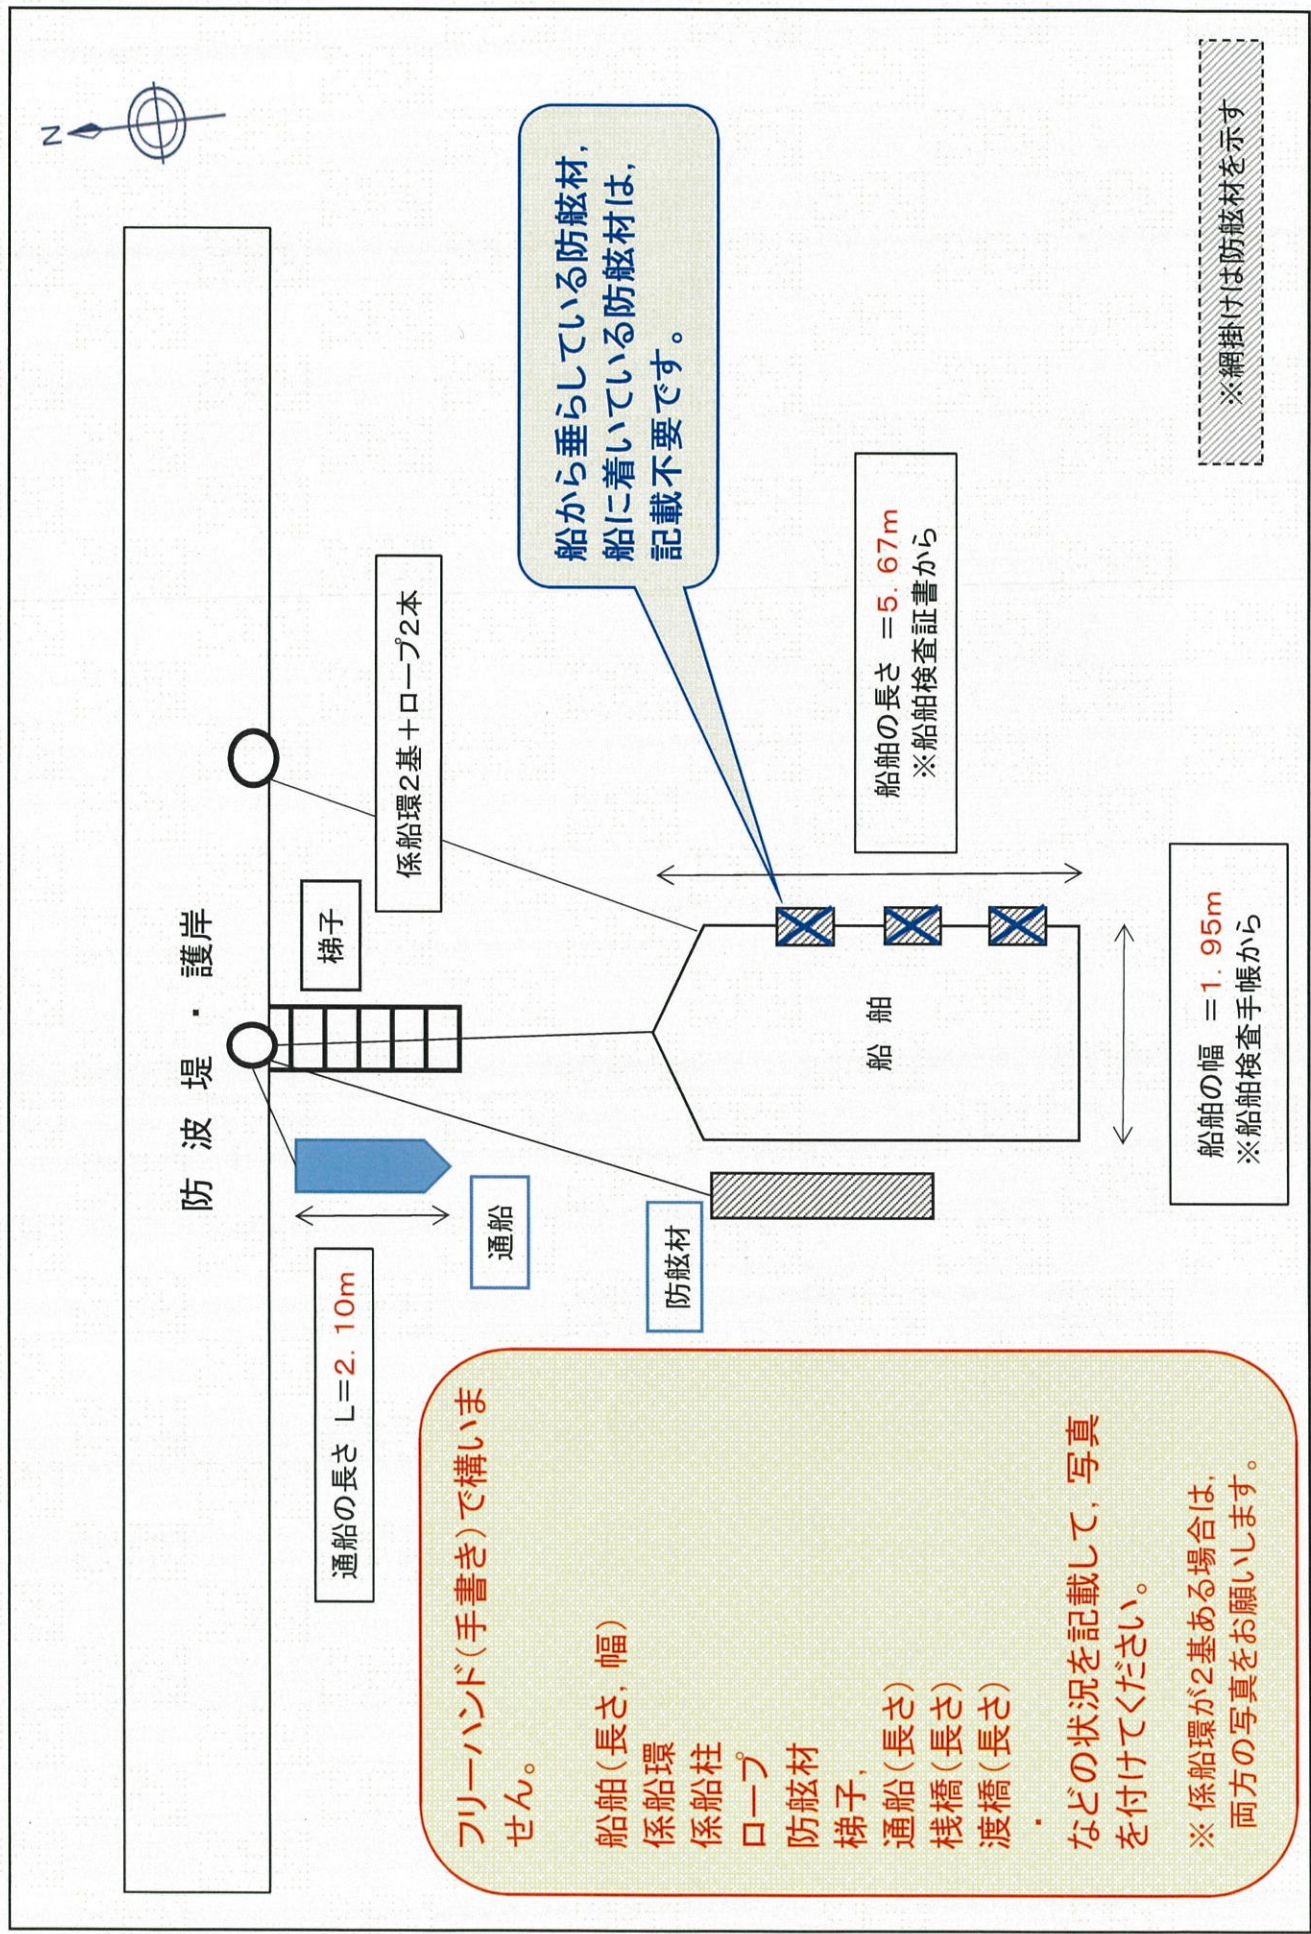 N
防 波 堤 ・ 護岸
梯子
係船環2基＋ロープ2本
通船の長さ L＝2. 10m
通船
防舷材
船 舶
船から垂らしている防舷材,
船に着いている防舷材は,
記載不要です。
船舶の長さ ＝5. 67m
※船舶検査証書から
船舶の幅 ＝1. 95m
※船舶検査手帳から
※網掛けは防舷材を示す
フリーハンド(手書き)で構いま
せん。
船舶(長さ, 幅)
係船環
係船柱
ロープ
防舷材
梯子,
通船(長さ)
桟橋(長さ)
渡橋(長さ)
・
などの状況を記載して, 写真
を付けてください。
※ 係船環が2基ある場合は,
両方の写真をお願いします。